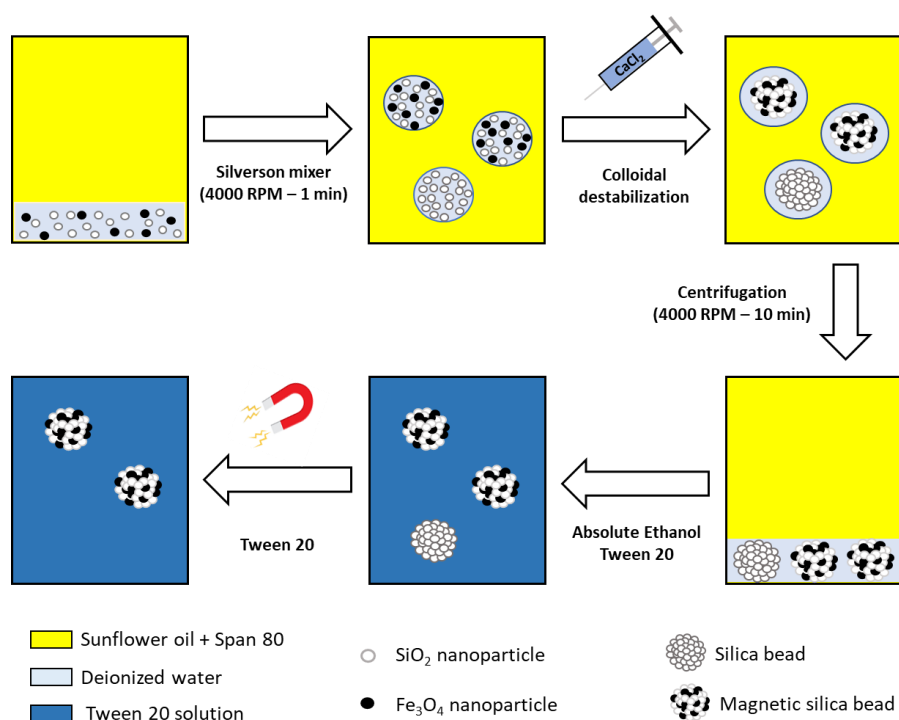 CaCl₂
Silverson mixer
(4000 RPM – 1 min)
Colloidal
destabilization
Centrifugation
(4000 RPM – 10 min)
Tween 20
Absolute Ethanol
Tween 20
Sunflower oil + Span 80
Deionized water
Tween 20 solution
SiO₂ nanoparticle
Fe₃O₄ nanoparticle
Silica bead
Magnetic silica bead